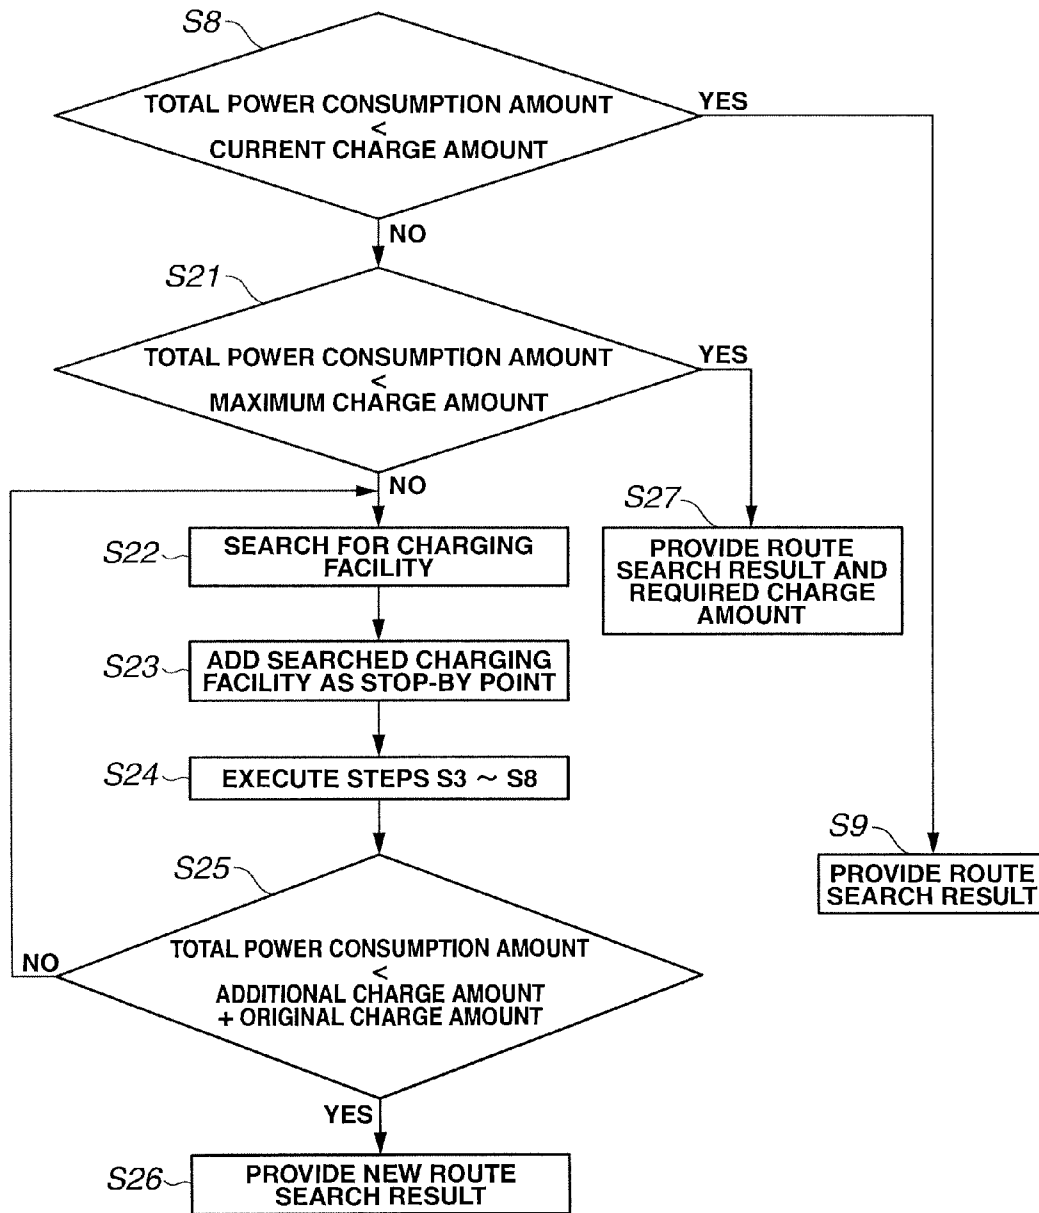 S8
TOTAL POWER CONSUMPTION AMOUNT
<
CURRENT CHARGE AMOUNT
YES
NO
S21
TOTAL POWER CONSUMPTION AMOUNT
<
MAXIMUM CHARGE AMOUNT
YES
NO
S27
PROVIDE ROUTE
SEARCH RESULT AND
REQUIRED CHARGE
AMOUNT
S22
SEARCH FOR CHARGING
FACILITY
S23
ADD SEARCHED CHARGING
FACILITY AS STOP-BY POINT
S24
EXECUTE STEPS S3 ~ S8
S9
PROVIDE ROUTE
SEARCH RESULT
S25
TOTAL POWER CONSUMPTION AMOUNT
<
ADDITIONAL CHARGE AMOUNT
+ ORIGINAL CHARGE AMOUNT
NO
YES
S26
PROVIDE NEW ROUTE
SEARCH RESULT